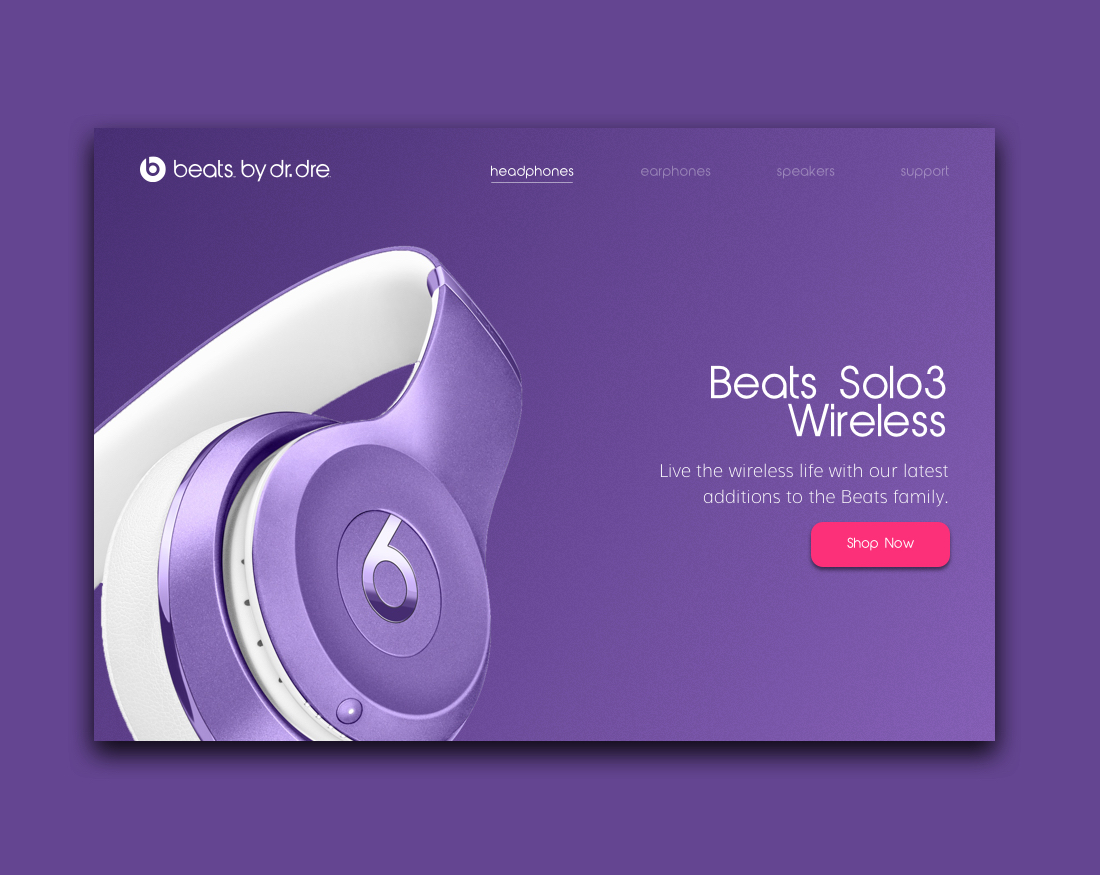 beats. by dr. dre.
headphones
earphones
speakers
support
Beats Solo3
Wireless
Live the wireless life with our latest
additions to the Beats family.
Shop Now